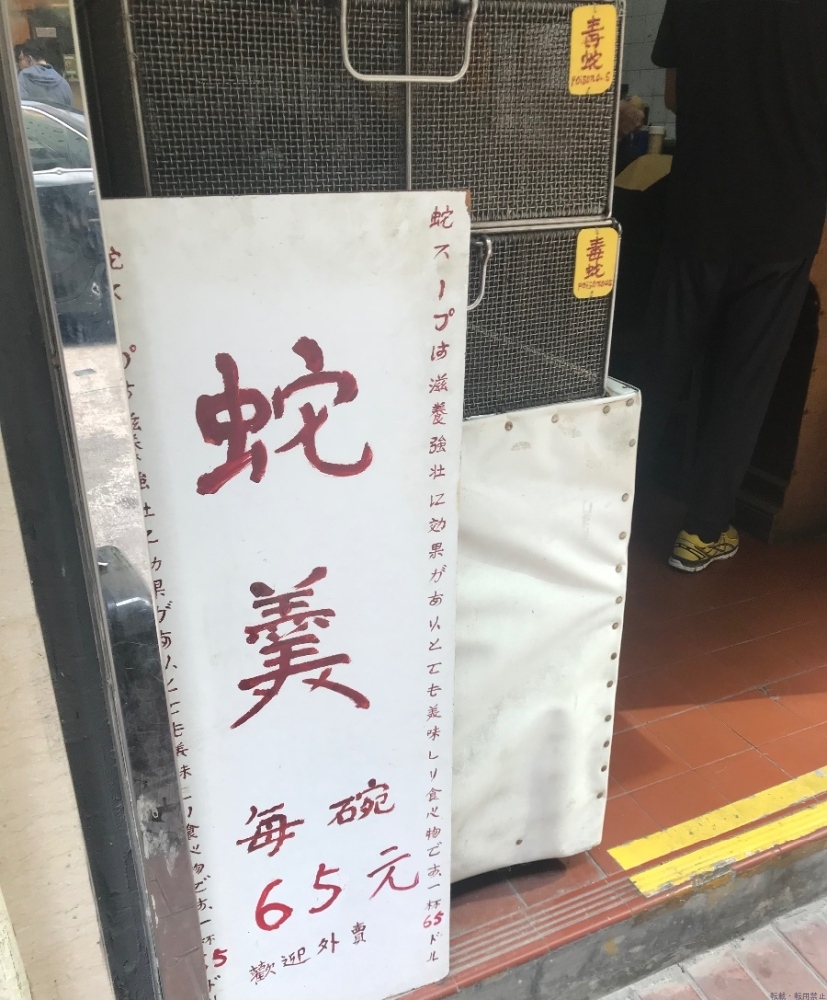 毒蛇
毒蛇
蛇スープは滋養強壮に効果がありとても美味しい食べ物です、一杯65ドル
蛇羹
毎碗
65元
歡迎外賣
転載・転用禁止